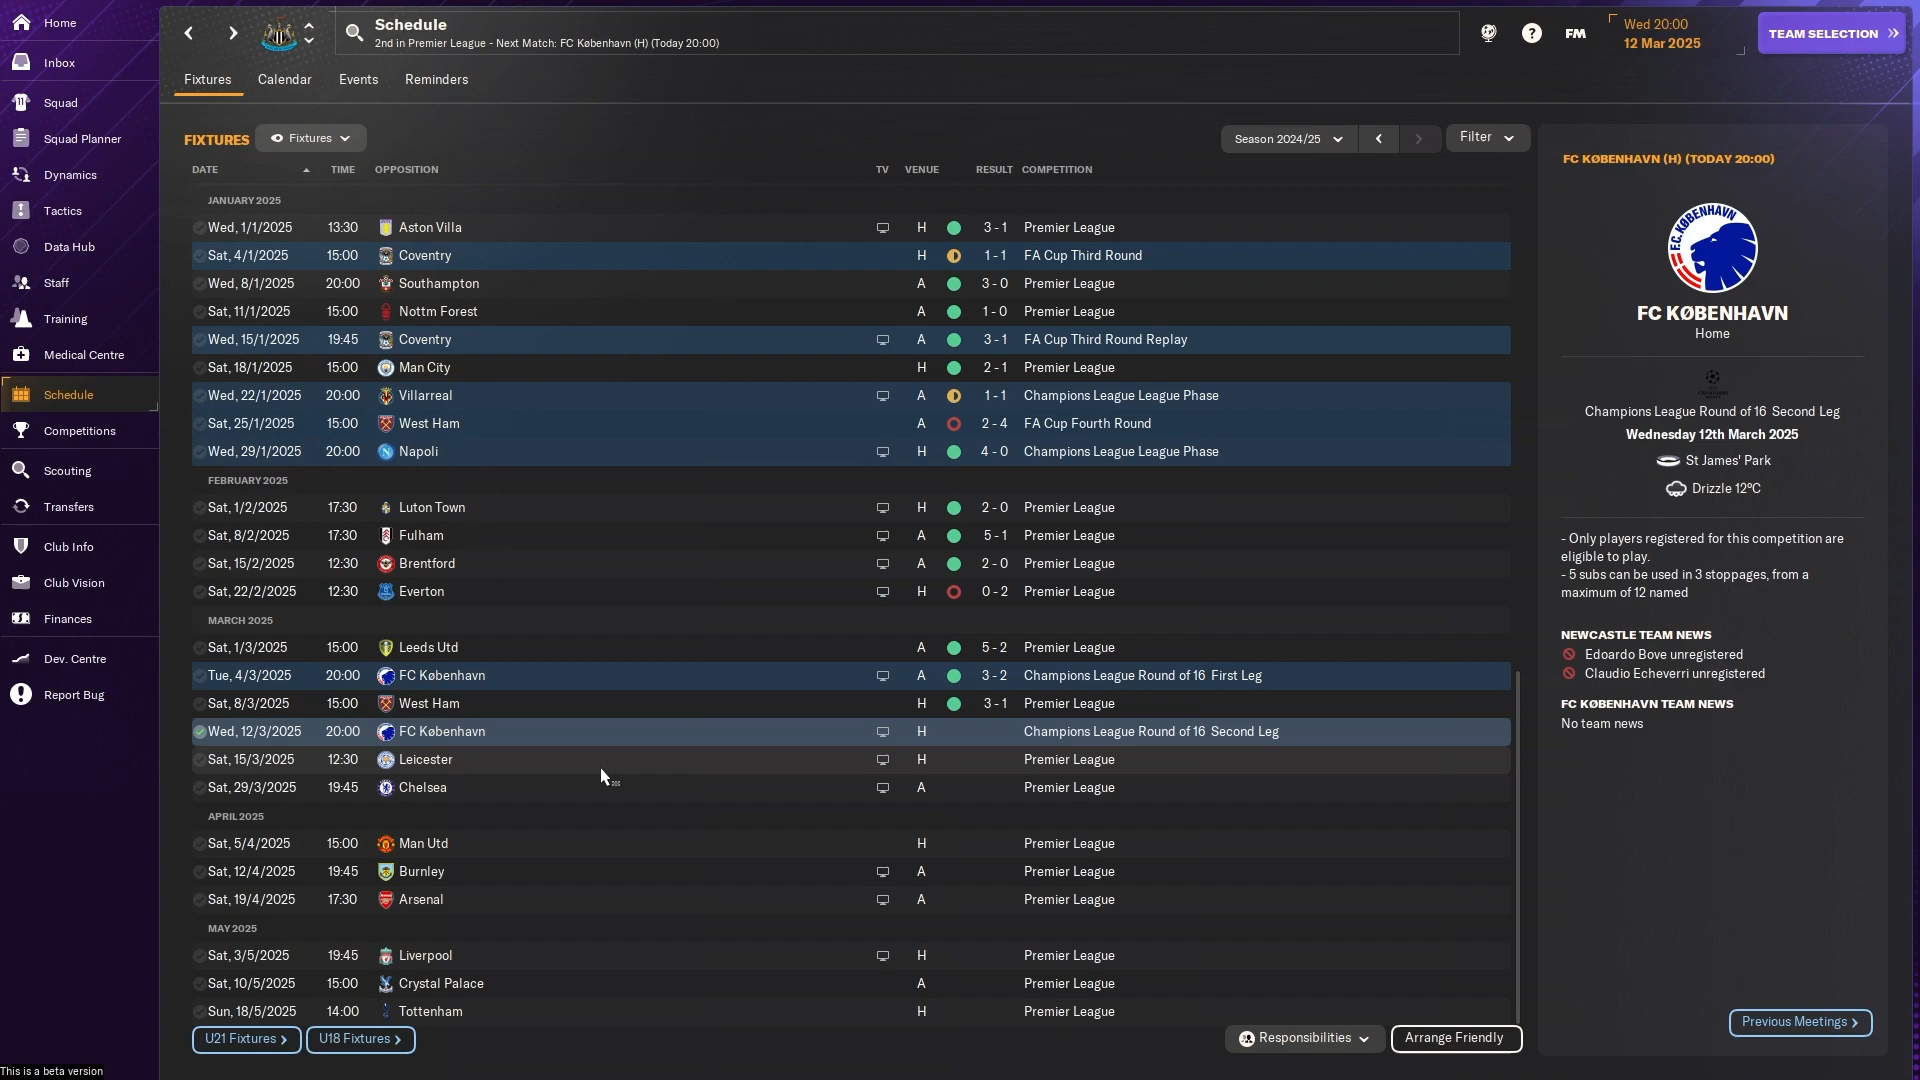 Home
Inbox
Squad
Squad Planner
Dynamics
Tactics
Data Hub
Staff
Training
Medical Centre
Schedule
Competitions
Scouting
Transfers
Club Info
Club Vision
Finances
Dev. Centre
Report Bug
This is a beta version
Schedule
2nd in Premier League - Next Match: FC København (H) (Today 20:00)
FM
Wed 20:00
12 Mar 2025
TEAM SELECTION
Fixtures Calendar Events Reminders
FIXTURES Fixtures Season 2024/25 Filter
DATE TIME OPPOSITION TV VENUE RESULT COMPETITION
JANUARY 2025
Wed, 1/1/2025 13:30 Aston Villa H 3 - 1 Premier League
Sat, 4/1/2025 15:00 Coventry H 1 - 1 FA Cup Third Round
Wed, 8/1/2025 20:00 Southampton A 3 - 0 Premier League
Sat, 11/1/2025 15:00 Nottm Forest A 1 - 0 Premier League
Wed, 15/1/2025 19:45 Coventry A 3 - 1 FA Cup Third Round Replay
Sat, 18/1/2025 15:00 Man City H 2 - 1 Premier League
Wed, 22/1/2025 20:00 Villarreal A 1 - 1 Champions League League Phase
Sat, 25/1/2025 15:00 West Ham A 2 - 4 FA Cup Fourth Round
Wed, 29/1/2025 20:00 Napoli H 4 - 0 Champions League League Phase
FEBRUARY 2025
Sat, 1/2/2025 17:30 Luton Town H 2 - 0 Premier League
Sat, 8/2/2025 17:30 Fulham A 5 - 1 Premier League
Sat, 15/2/2025 12:30 Brentford A 2 - 0 Premier League
Sat, 22/2/2025 12:30 Everton H 0 - 2 Premier League
MARCH 2025
Sat, 1/3/2025 15:00 Leeds Utd A 5 - 2 Premier League
Tue, 4/3/2025 20:00 FC København A 3 - 2 Champions League Round of 16 First Leg
Sat, 8/3/2025 15:00 West Ham H 3 - 1 Premier League
Wed, 12/3/2025 20:00 FC København H Champions League Round of 16 Second Leg
Sat, 15/3/2025 12:30 Leicester H Premier League
Sat, 29/3/2025 19:45 Chelsea A Premier League
APRIL 2025
Sat, 5/4/2025 15:00 Man Utd H Premier League
Sat, 12/4/2025 19:45 Burnley A Premier League
Sat, 19/4/2025 17:30 Arsenal A Premier League
MAY 2025
Sat, 3/5/2025 19:45 Liverpool H Premier League
Sat, 10/5/2025 15:00 Crystal Palace A Premier League
Sun, 18/5/2025 14:00 Tottenham H Premier League
U21 Fixtures U18 Fixtures Responsibilities Arrange Friendly
FC KØBENHAVN (H) (TODAY 20:00)
F.C. KØBENHAVN
FC KØBENHAVN
Home
Champions League Round of 16 Second Leg
Wednesday 12th March 2025
St James' Park
Drizzle 12ºC
- Only players registered for this competition are
eligible to play.
- 5 subs can be used in 3 stoppages, from a
maximum of 12 named
NEWCASTLE TEAM NEWS
Edoardo Bove unregistered
Claudio Echeverri unregistered
FC KØBENHAVN TEAM NEWS
No team news
Previous Meetings